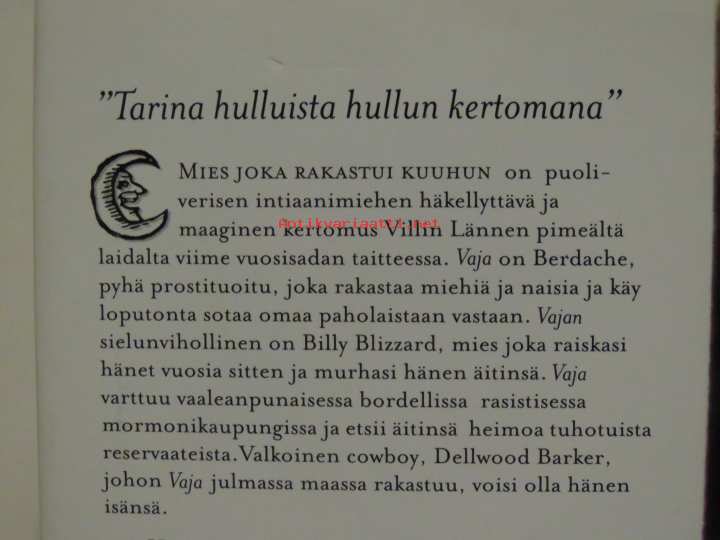 ”Tarina hulluista hullun kertomana”
MIES JOKA RAKASTUI KUUHUN on puoli-
verisen intiaanimiehen häkellyttävä ja
maaginen kertomus Villin Lännen pimeältä
Antikvariaatti.net
laidalta viime vuosisadan taitteessa. Vaja on Berdache,
pyhä prostituoitu, joka rakastaa miehiä ja naisia ja käy
loputonta sotaa omaa paholaistaan vastaan. Vajan
sielunvihollinen on Billy Blizzard, mies joka raiskasi
hänet vuosia sitten ja murhasi hänen äitinsä. Vaja
varttuu vaaleanpunaisessa bordellissa rasistisessa
mormonikaupungissa ja etsii äitinsä heimoa tuhotuista
reservaateista.Valkoinen cowboy, Dellwood Barker,
johon Vaja julmassa maassa rakastuu, voisi olla hänen
isänsä.